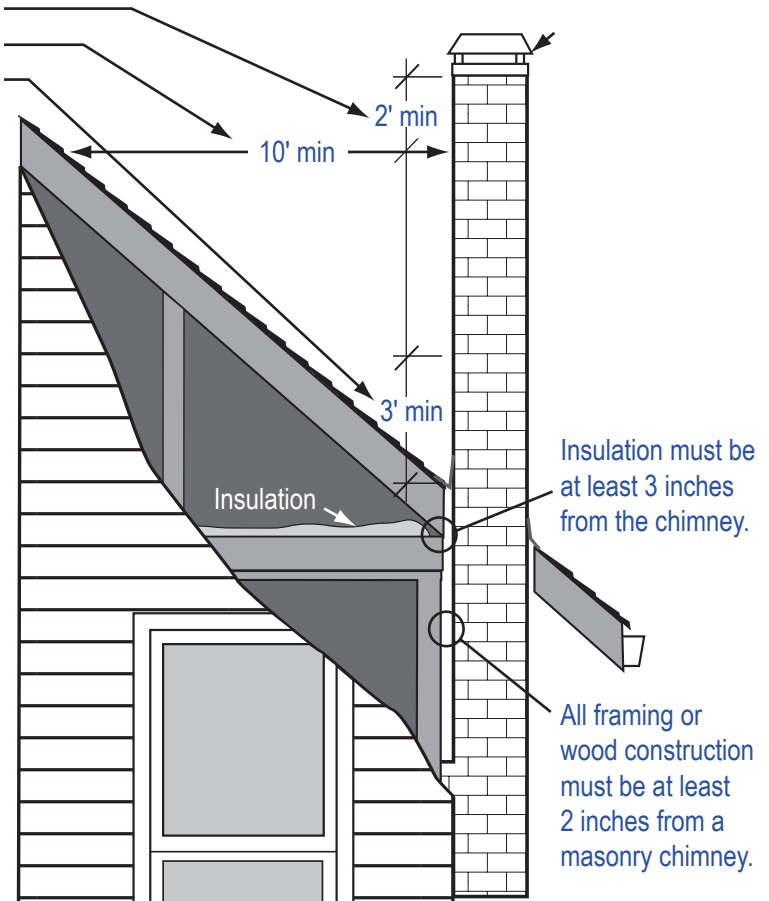 2' min
10' min
3' min
Insulation must be
at least 3 inches
from the chimney.
Insulation
All framing or
wood construction
must be at least
2 inches from a
masonry chimney.